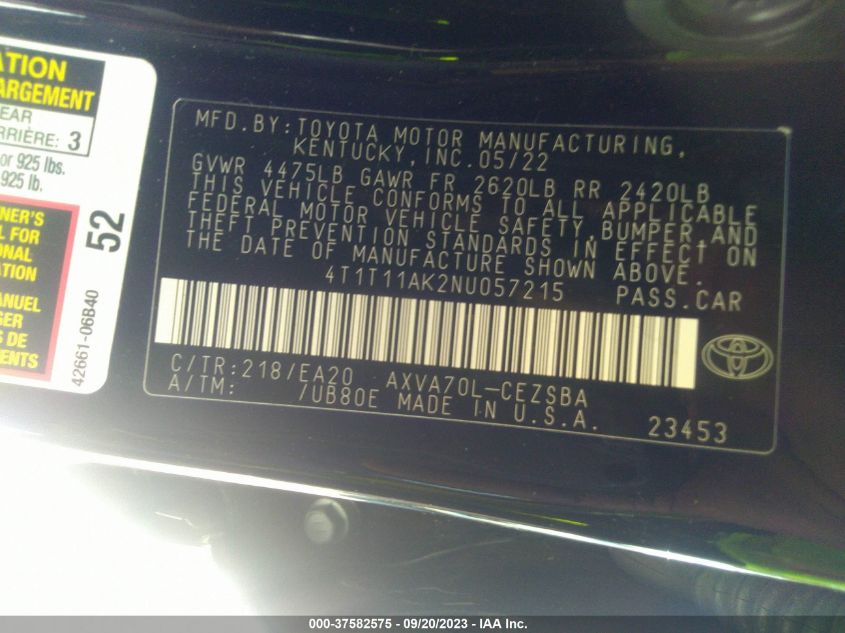 ATION
ARGEMENT
EAR
RRIÈRE: 3
or 925 lbs.
925 lb.
NER'S
L FOR
ONAL
ATION
ANUEL
GER
S DE
ENTS
52
42661-06B40
MFD.BY:TOYOTA MOTOR MANUFACTURING,
KENTUCKY,INC.05/22
GVWR 4475LB GAWR FR 2620LB RR 2420LB
THIS VEHICLE CONFORMS TO ALL APPLICABLE
FEDERAL MOTOR VEHICLE SAFETY,BUMPER AND
THEFT PREVENTION STANDARDS IN EFFECT ON
THE DATE OF MANUFACTURE SHOWN ABOVE.
4T1T11AK2NU057215 PASS.CAR
C/TR:218/EA20 AXVA70L-CEZSBA
A/TM: /UB80E MADE IN U.S.A. 23453
000-37582575 - 09/20/2023 - IAA Inc.